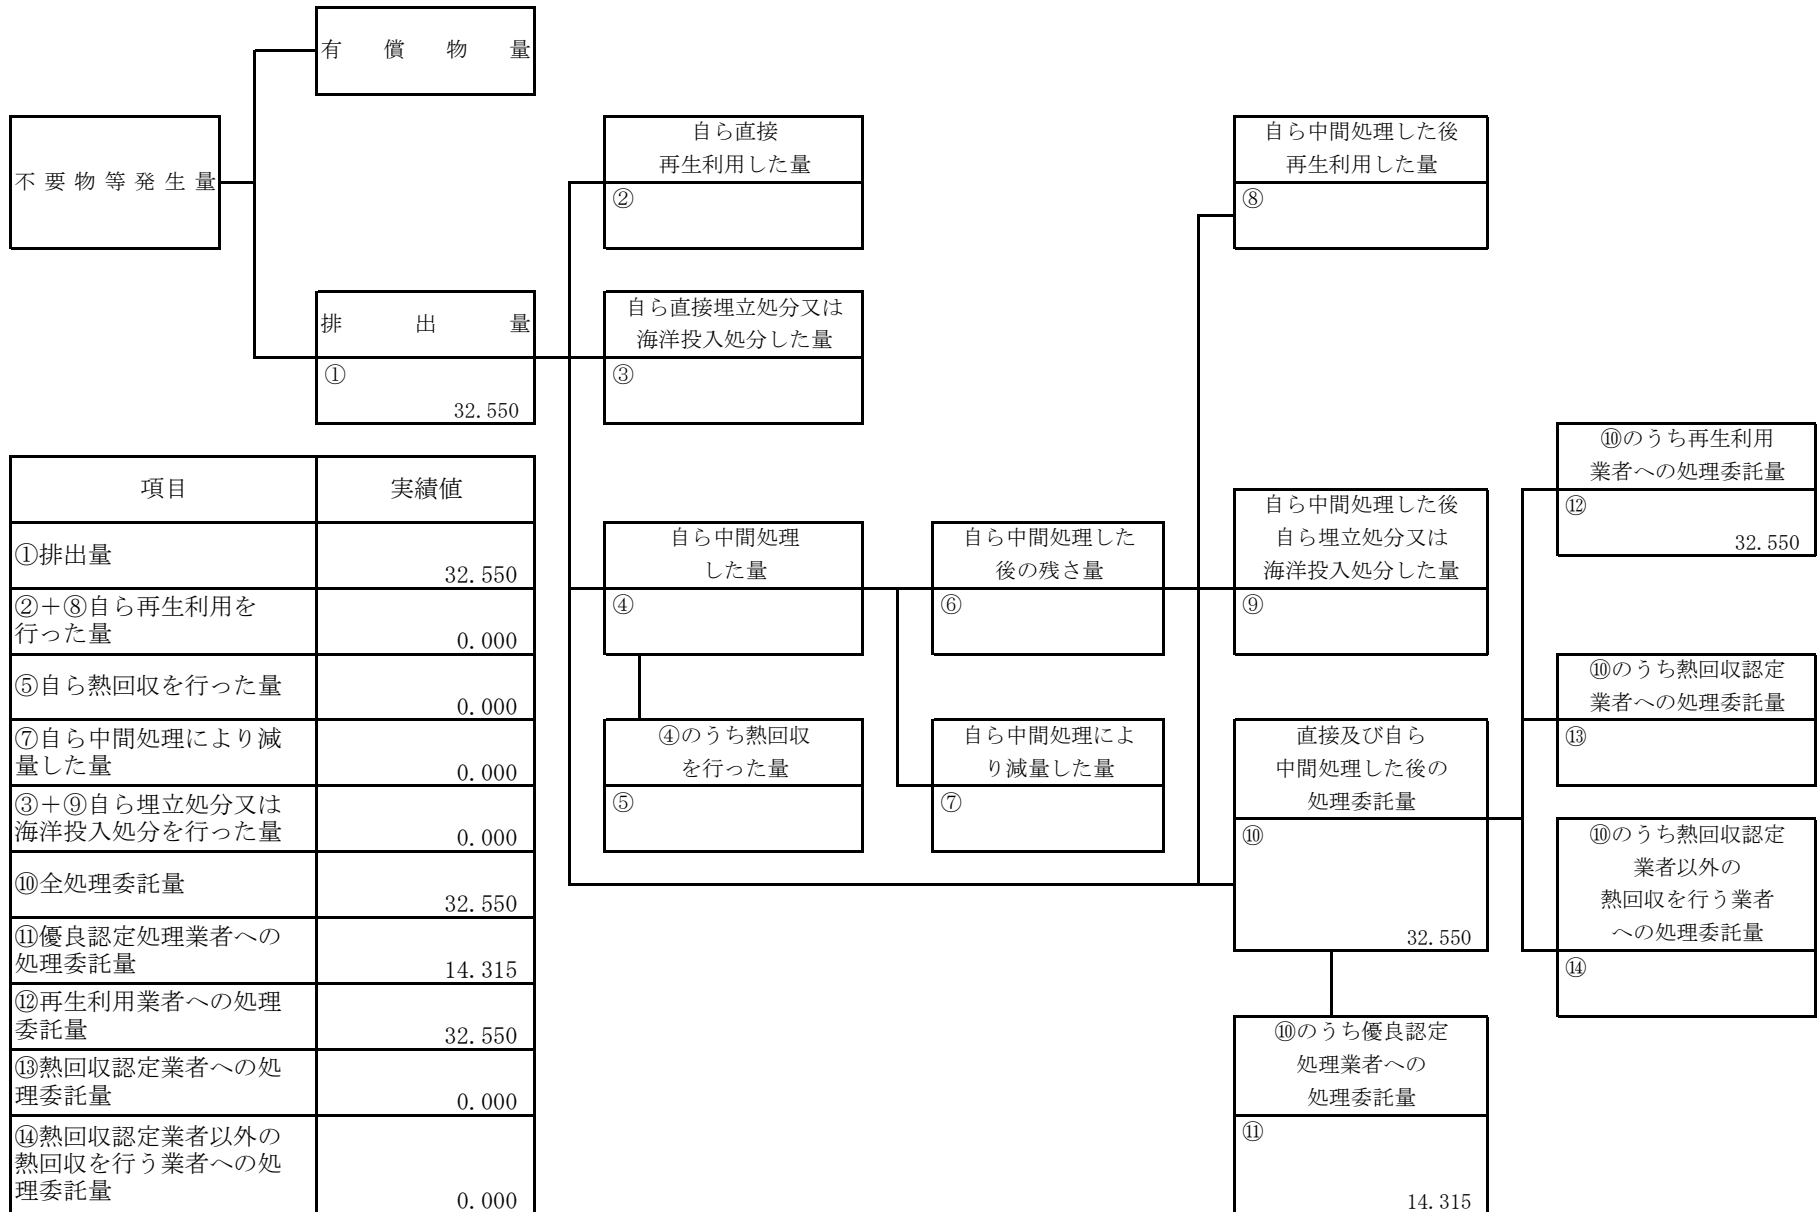 有償物量
不要物等発生量
排出量
①
32.550
自ら直接
再生利用した量
②
自ら直接埋立処分又は
海洋投入処分した量
③
自ら中間処理した後
再生利用した量
⑧
項目 実績値
①排出量
32.550
②＋⑧自ら再生利用を
行った量
0.000
⑤自ら熱回収を行った量
0.000
⑦自ら中間処理により減
量した量
0.000
③＋⑨自ら埋立処分又は
海洋投入処分を行った量
0.000
⑩全処理委託量
32.550
⑪優良認定処理業者への
処理委託量
14.315
⑫再生利用業者への処理
委託量
32.550
⑬熱回収認定業者への処
理委託量
0.000
⑭熱回収認定業者以外の
熱回収を行う業者への処
理委託量
0.000
自ら中間処理
した量
④
④のうち熱回収
を行った量
⑤
自ら中間処理した
後の残さ量
⑥
自ら中間処理によ
り減量した量
⑦
自ら中間処理した後
自ら埋立処分又は
海洋投入処分した量
⑨
直接及び自ら
中間処理した後の
処理委託量
⑩
32.550
⑩のうち優良認定
処理業者への
処理委託量
⑪
14.315
⑩のうち再生利用
業者への処理委託量
⑫
32.550
⑩のうち熱回収認定
業者への処理委託量
⑬
⑩のうち熱回収認定
業者以外の
熱回収を行う業者
への処理委託量
⑭